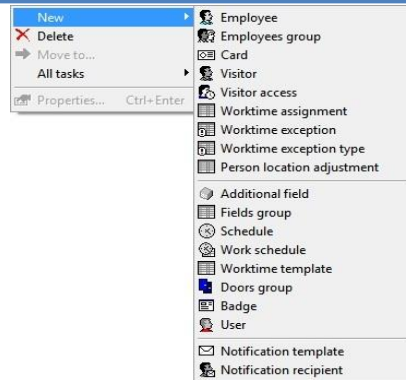 New
Delete
Move to...
All tasks
Properties... Ctrl+Enter
Employee
Employees group
Card
Visitor
Visitor access
Worktime assignment
Worktime exception
Worktime exception type
Person location adjustment
Additional field
Fields group
Schedule
Work schedule
Worktime template
Doors group
Badge
User
Notification template
Notification recipient